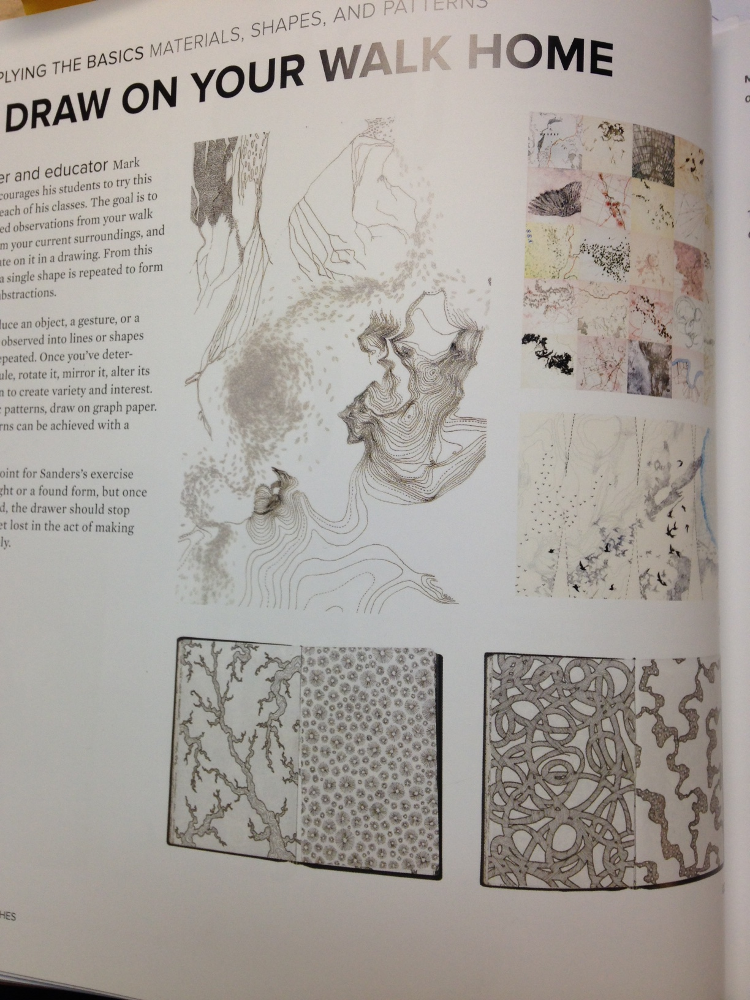 PLYING THE BASICS MATERIALS, SHAPES, AND PATTERNS
DRAW ON YOUR WALK HOME
er and educator Mark
courages his students to try this
each of his classes. The goal is to
ed observations from your walk
m your current surroundings, and
ate on it in a drawing. From this
a single shape is repeated to form
abstractions.
duce an object, a gesture, or a
observed into lines or shapes
epeated. Once you've deter-
ule, rotate it, mirror it, alter its
n to create variety and interest.
c patterns, draw on graph paper.
rns can be achieved with a
oint for Sanders's exercise
ght or a found form, but once
d, the drawer should stop
et lost in the act of making
ly.
SEA
HES